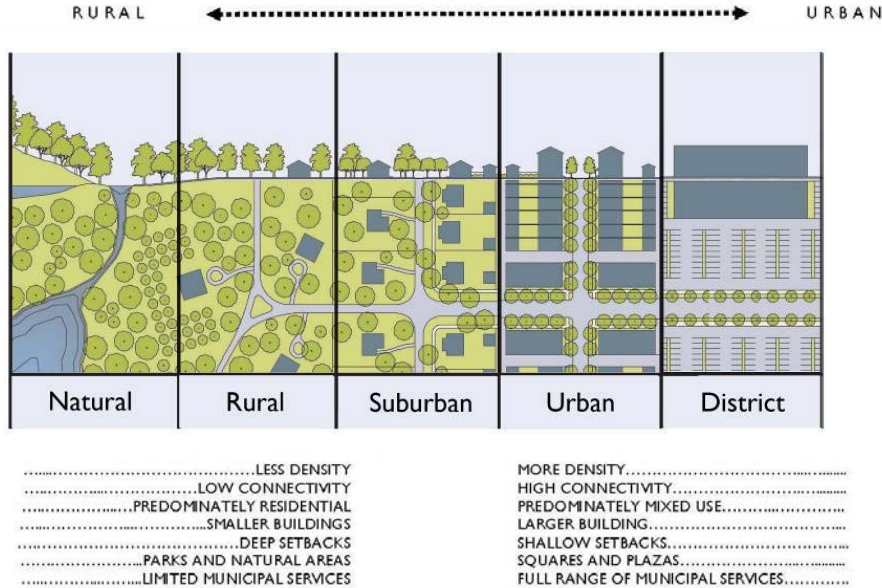 RURAL URBAN
Natural Rural Suburban Urban District
LESS DENSITY MORE DENSITY
LOW CONNECTIVITY HIGH CONNECTIVITY
PREDOMINATELY RESIDENTIAL PREDOMINATELY MIXED USE
SMALLER BUILDINGS LARGER BUILDING
DEEP SETBACKS SHALLOW SETBACKS
PARKS AND NATURAL AREAS SQUARES AND PLAZAS
LIMITED MUNICIPAL SERVICES FULL RANGE OF MUNICIPAL SERVICES